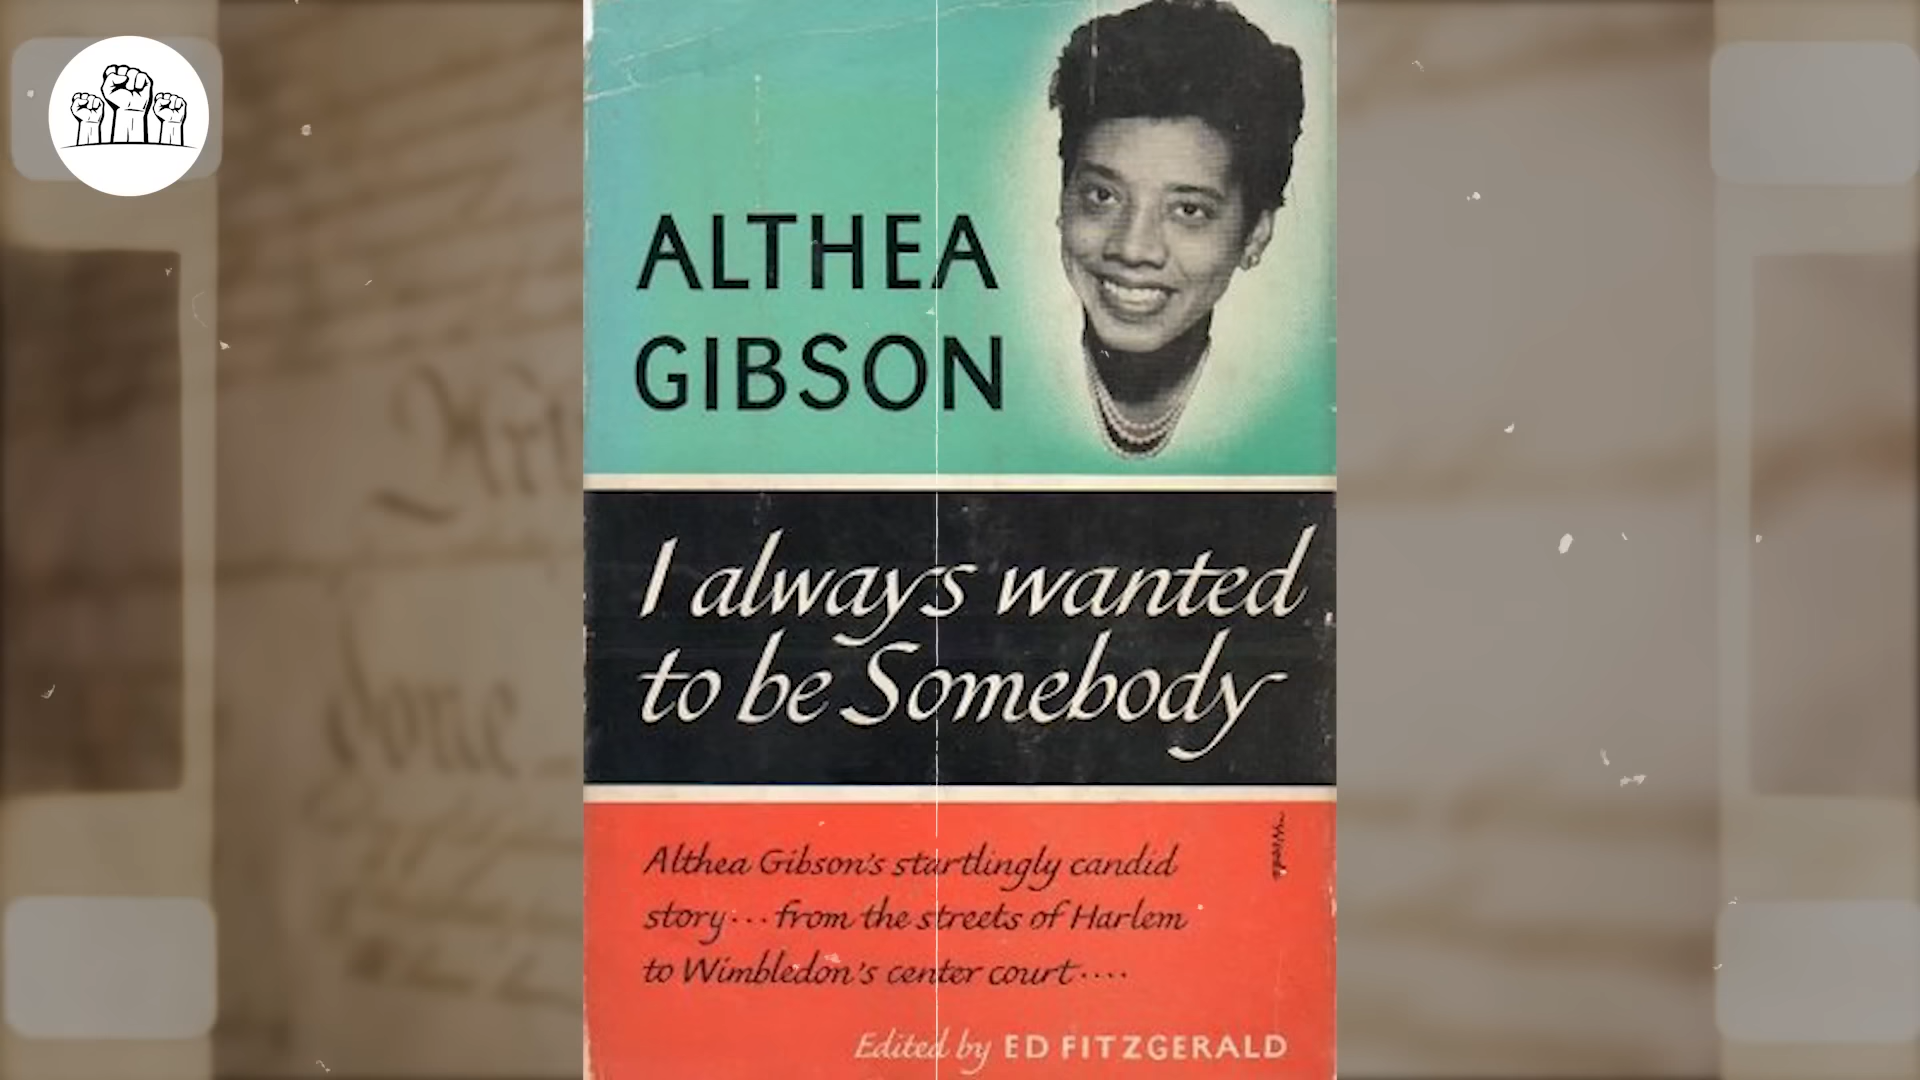 ALTHEA
GIBSON
I always wanted
to be Somebody
Althea Gibson's startlingly candid
story... from the streets of Harlem
to Wimbledon's center court....
Edited by ED FITZGERALD
done